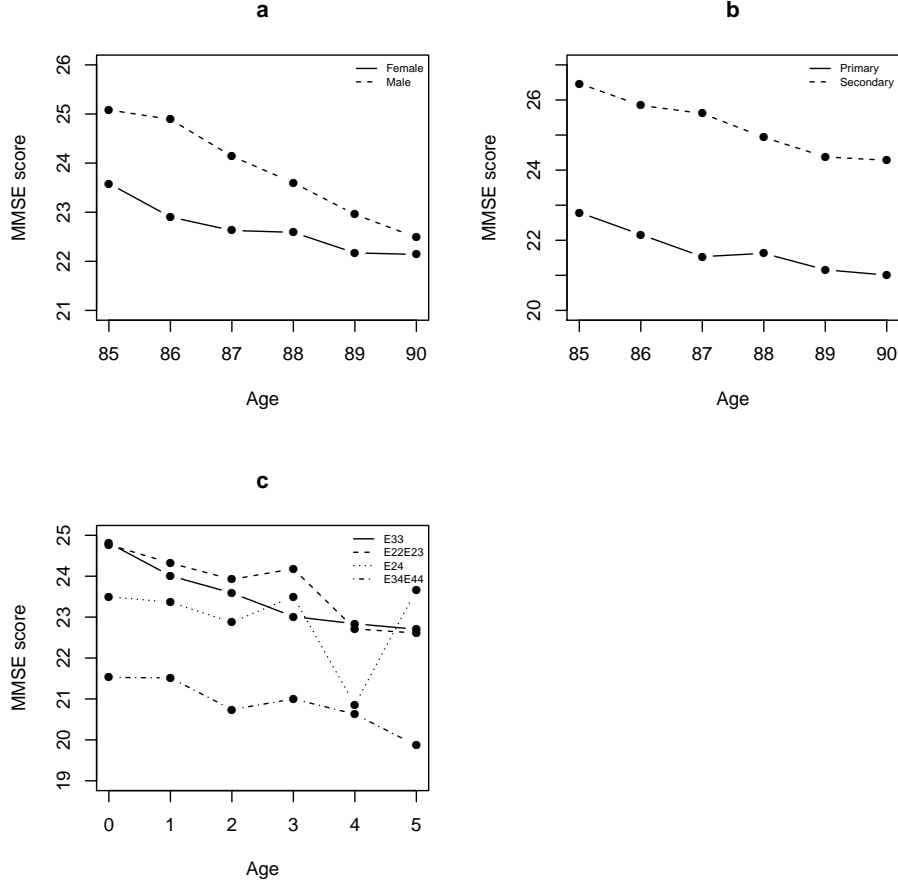 a
26
25
24
23
22
21
MMSE score
Female
Male
85 86 87 88 89 90
Age
b
26
24
22
20
MMSE score
Primary
Secondary
85 86 87 88 89 90
Age
c
25
24
23
22
21
20
19
MMSE score
E33
E22E23
E24
E34E44
0 1 2 3 4 5
Age